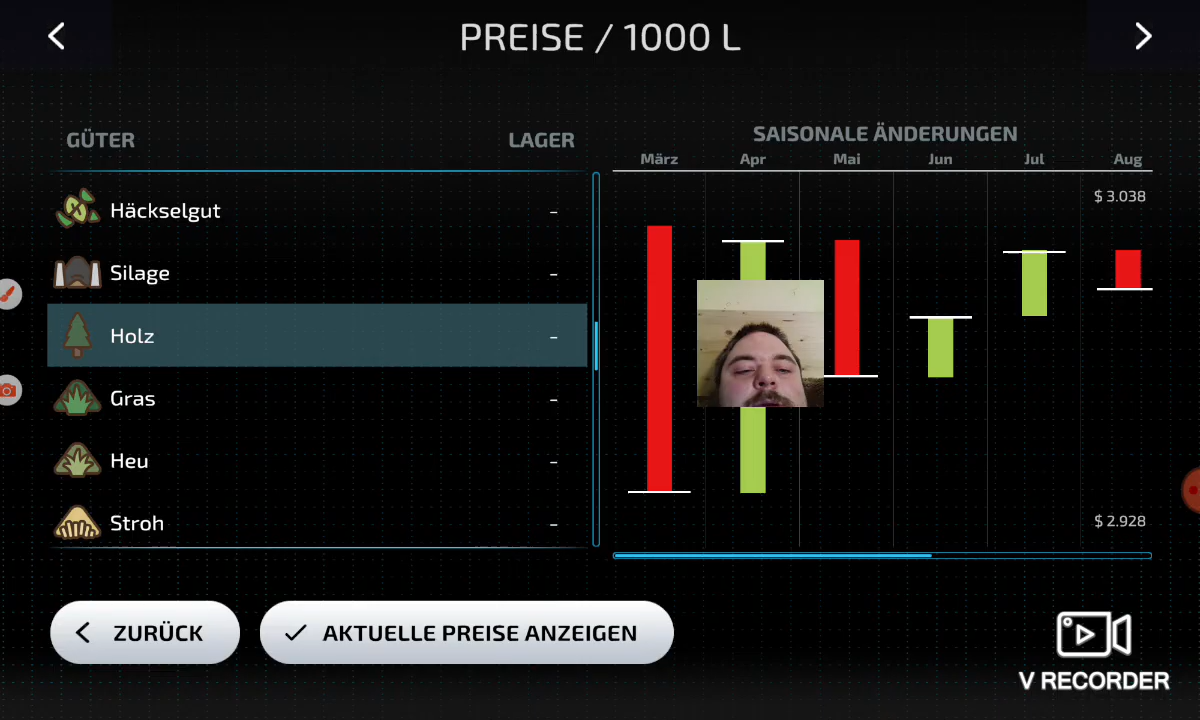 PREISE / 1000 L
GÜTER
LAGER
SAISONALE ÄNDERUNGEN
März Apr Mai Jun Jul Aug
$ 3.038
Häckselgut -
Silage -
Holz -
Gras -
Heu -
Stroh -
$ 2.928
ZURÜCK
AKTUELLE PREISE ANZEIGEN
V RECORDER